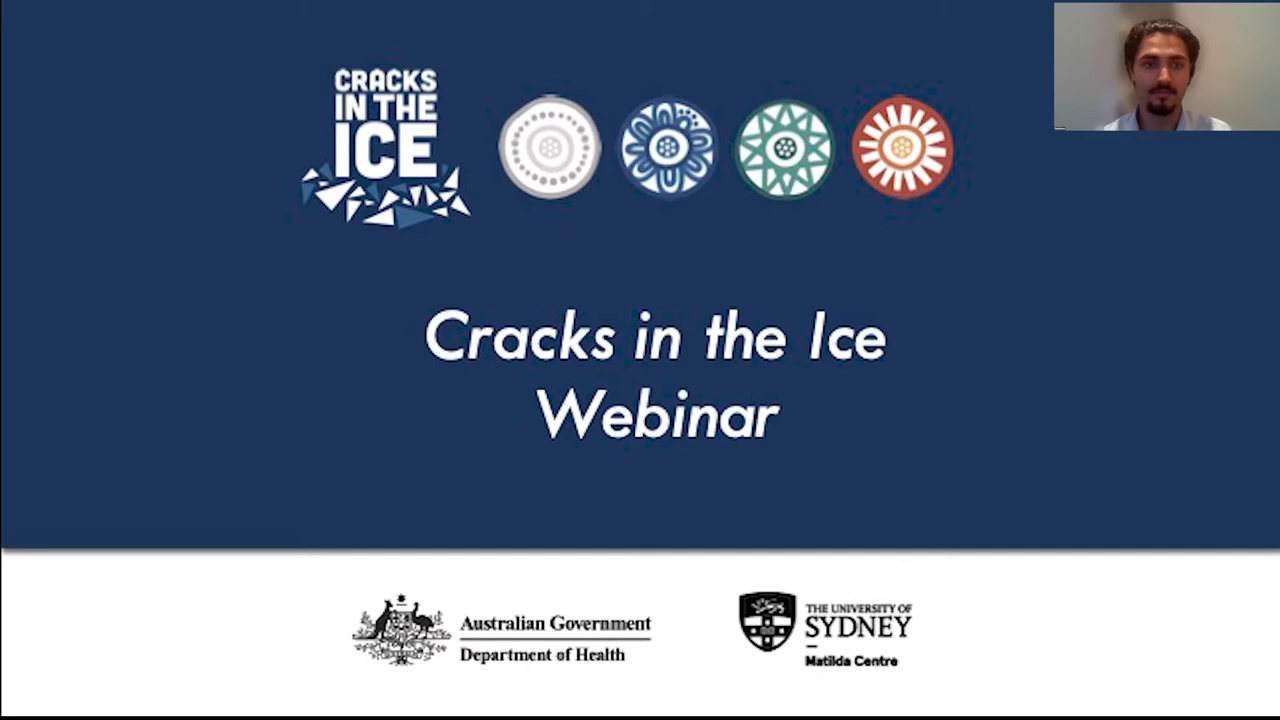 CRACKS
IN THE
ICE
Cracks in the Ice
Webinar
Australian Government
Department of Health
THE UNIVERSITY OF
SYDNEY
Matilda Centre